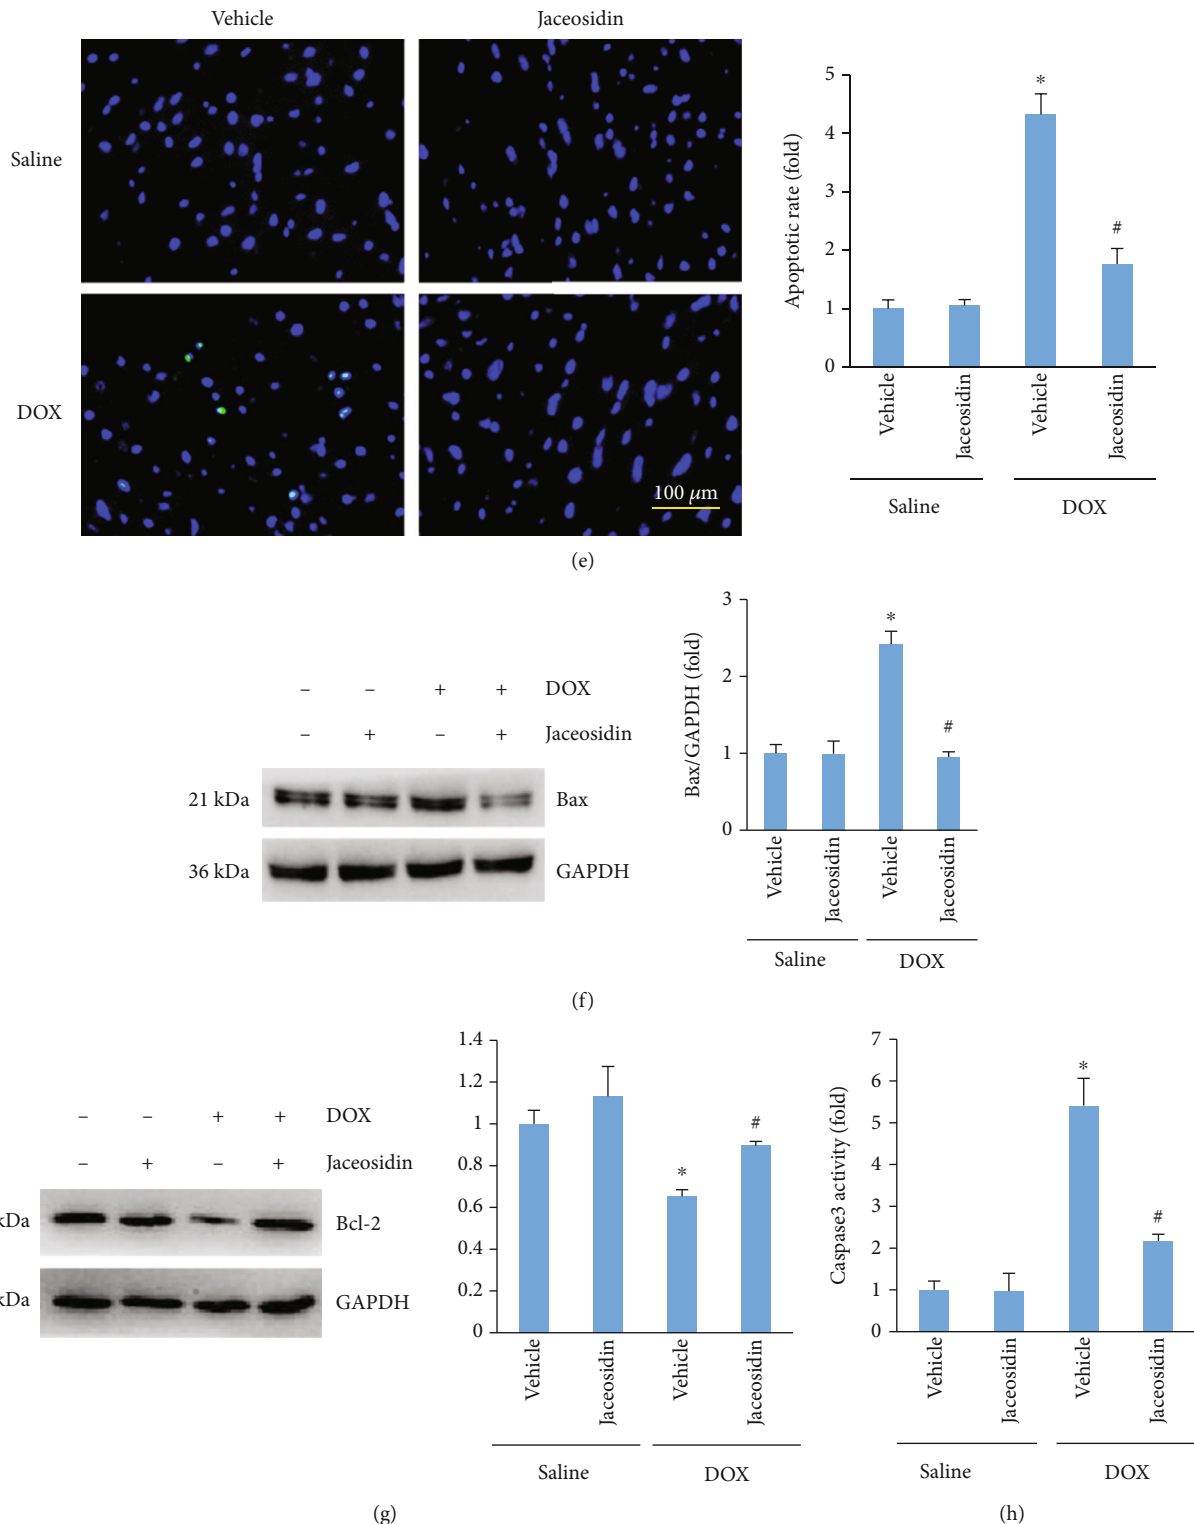 Vehicle
Jaceosidin
Saline
DOX
100 μm
Apoptotic rate (fold)
5
4
3
2
1
0
*
#
Vehicle
Jaceosidin
Vehicle
Jaceosidin
Saline
DOX
(e)
– – + + DOX
– + – + Jaceosidin
21 kDa
Bax
36 kDa
GAPDH
Bax/GAPDH (fold)
3
2
1
0
*
#
Vehicle
Jaceosidin
Vehicle
Jaceosidin
Saline
DOX
(f)
– – + + DOX
– + – + Jaceosidin
kDa
Bcl-2
kDa
GAPDH
1.4
1.2
1
0.8
0.6
0.4
0.2
0
*
#
Vehicle
Jaceosidin
Vehicle
Jaceosidin
Saline
DOX
(g)
Caspase3 activity (fold)
7
6
5
4
3
2
1
0
*
#
Vehicle
Jaceosidin
Vehicle
Jaceosidin
Saline
DOX
(h)